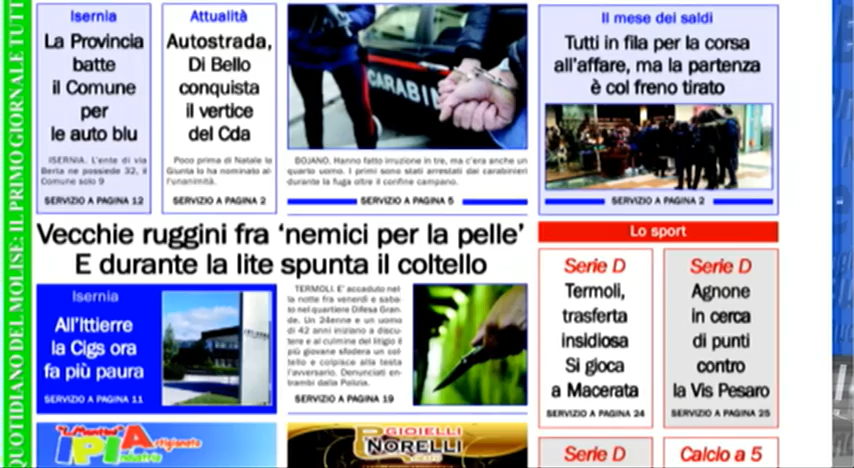 QUOTIDIANO DEL MOLISE: IL PRIMO GIORNALE TUTT
Isernia
La Provincia
batte
il Comune
per
le auto blu
ISERNIA. L'ente di via
Berta ne possiede 32, il
Comune solo 9
SERVIZIO A PAGINA 12
Attualità
Autostrada,
Di Bello
conquista
il vertice
del Cda
Poco prima di Natale la
Giunta lo ha nominato al-
l'unanimità.
SERVIZIO A PAGINA 2
CARABIN
BOJANO. Hanno fatto irruzione in tre, ma c'era anche un
quarto uomo. I primi sono stati arrestati dai carabinieri
durante la fuga oltre il confine campano.
SERVIZIO A PAGINA 5
Il mese dei saldi
Tutti in fila per la corsa
all'affare, ma la partenza
è col freno tirato
SERVIZIO A PAGINA 2
Vecchie ruggini fra 'nemici per la pelle'
E durante la lite spunta il coltello
Isernia
All'Ittierre
la Cigs ora
fa più paura
SERVIZIO A PAGINA 11
TERMOLI. E' accaduto nel-
la notte fra venerdì e saba-
to nel quartiere Difesa Gran-
de. Un 24enne e un uomo
di 42 anni iniziano a discu-
tere e al culmine del litigio il
più giovane sfodera un col-
tello e colpisce alla testa
l'avversario. Denunciati en-
trambi dalla Polizia.
SERVIZIO A PAGINA 19
Lo sport
Serie D
Termoli,
trasferta
insidiosa
Si gioca
a Macerata
SERVIZIO A PAGINA 24
Serie D
Agnone
in cerca
di punti
contro
la Vis Pesaro
SERVIZIO A PAGINA 25
IPIA
Artigianato
Industria
GIOIELLI
NORELLI
Serie D
Calcio a 5